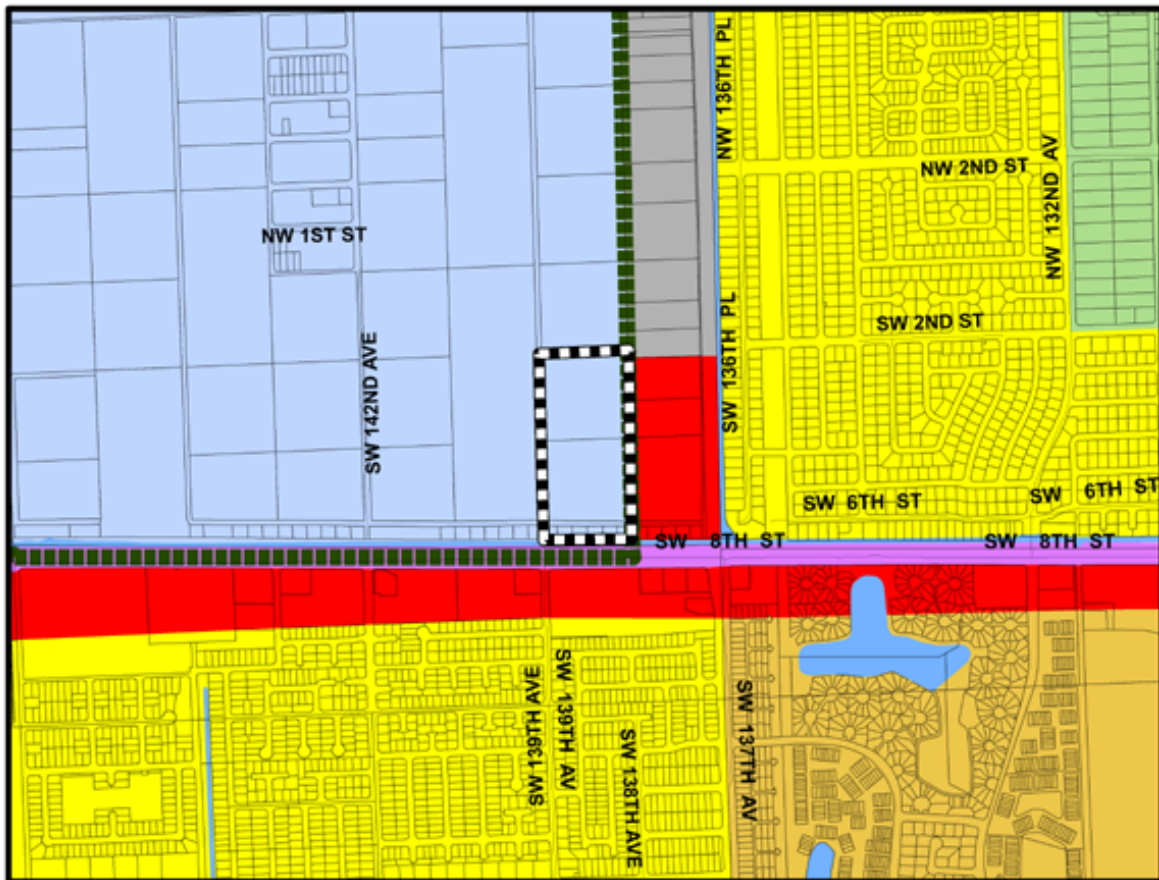 NW 136TH PL
NW 2ND ST
NW 132ND AV
NW 1ST ST
SW 136TH PL
SW 2ND ST
SW 142ND AVE
SW 6TH ST
SW 6TH ST
SW 8TH ST
SW 8TH ST
SW 139TH AVE
SW 139TH AV
SW 138TH AVE
SW 137TH AV